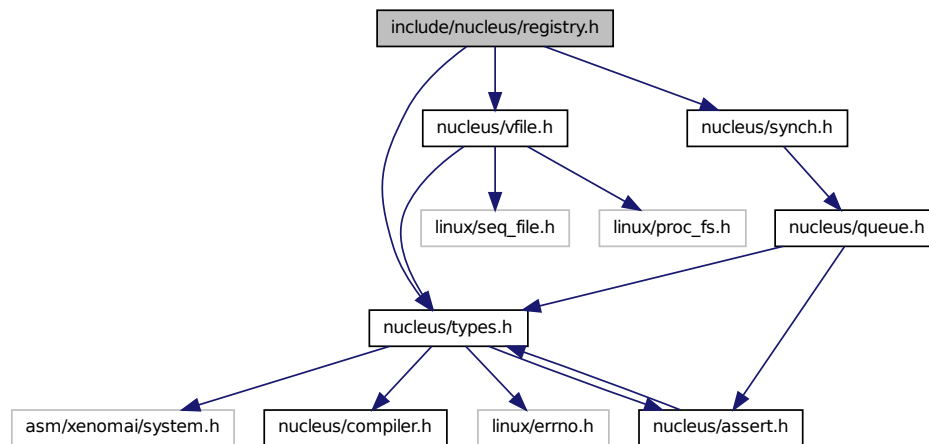 include/nucleus/registry.h
nucleus/vfile.h
nucleus/synch.h
linux/seq_file.h
linux/proc_fs.h
nucleus/queue.h
nucleus/types.h
asm/xenomai/system.h
nucleus/compiler.h
linux/errno.h
nucleus/assert.h